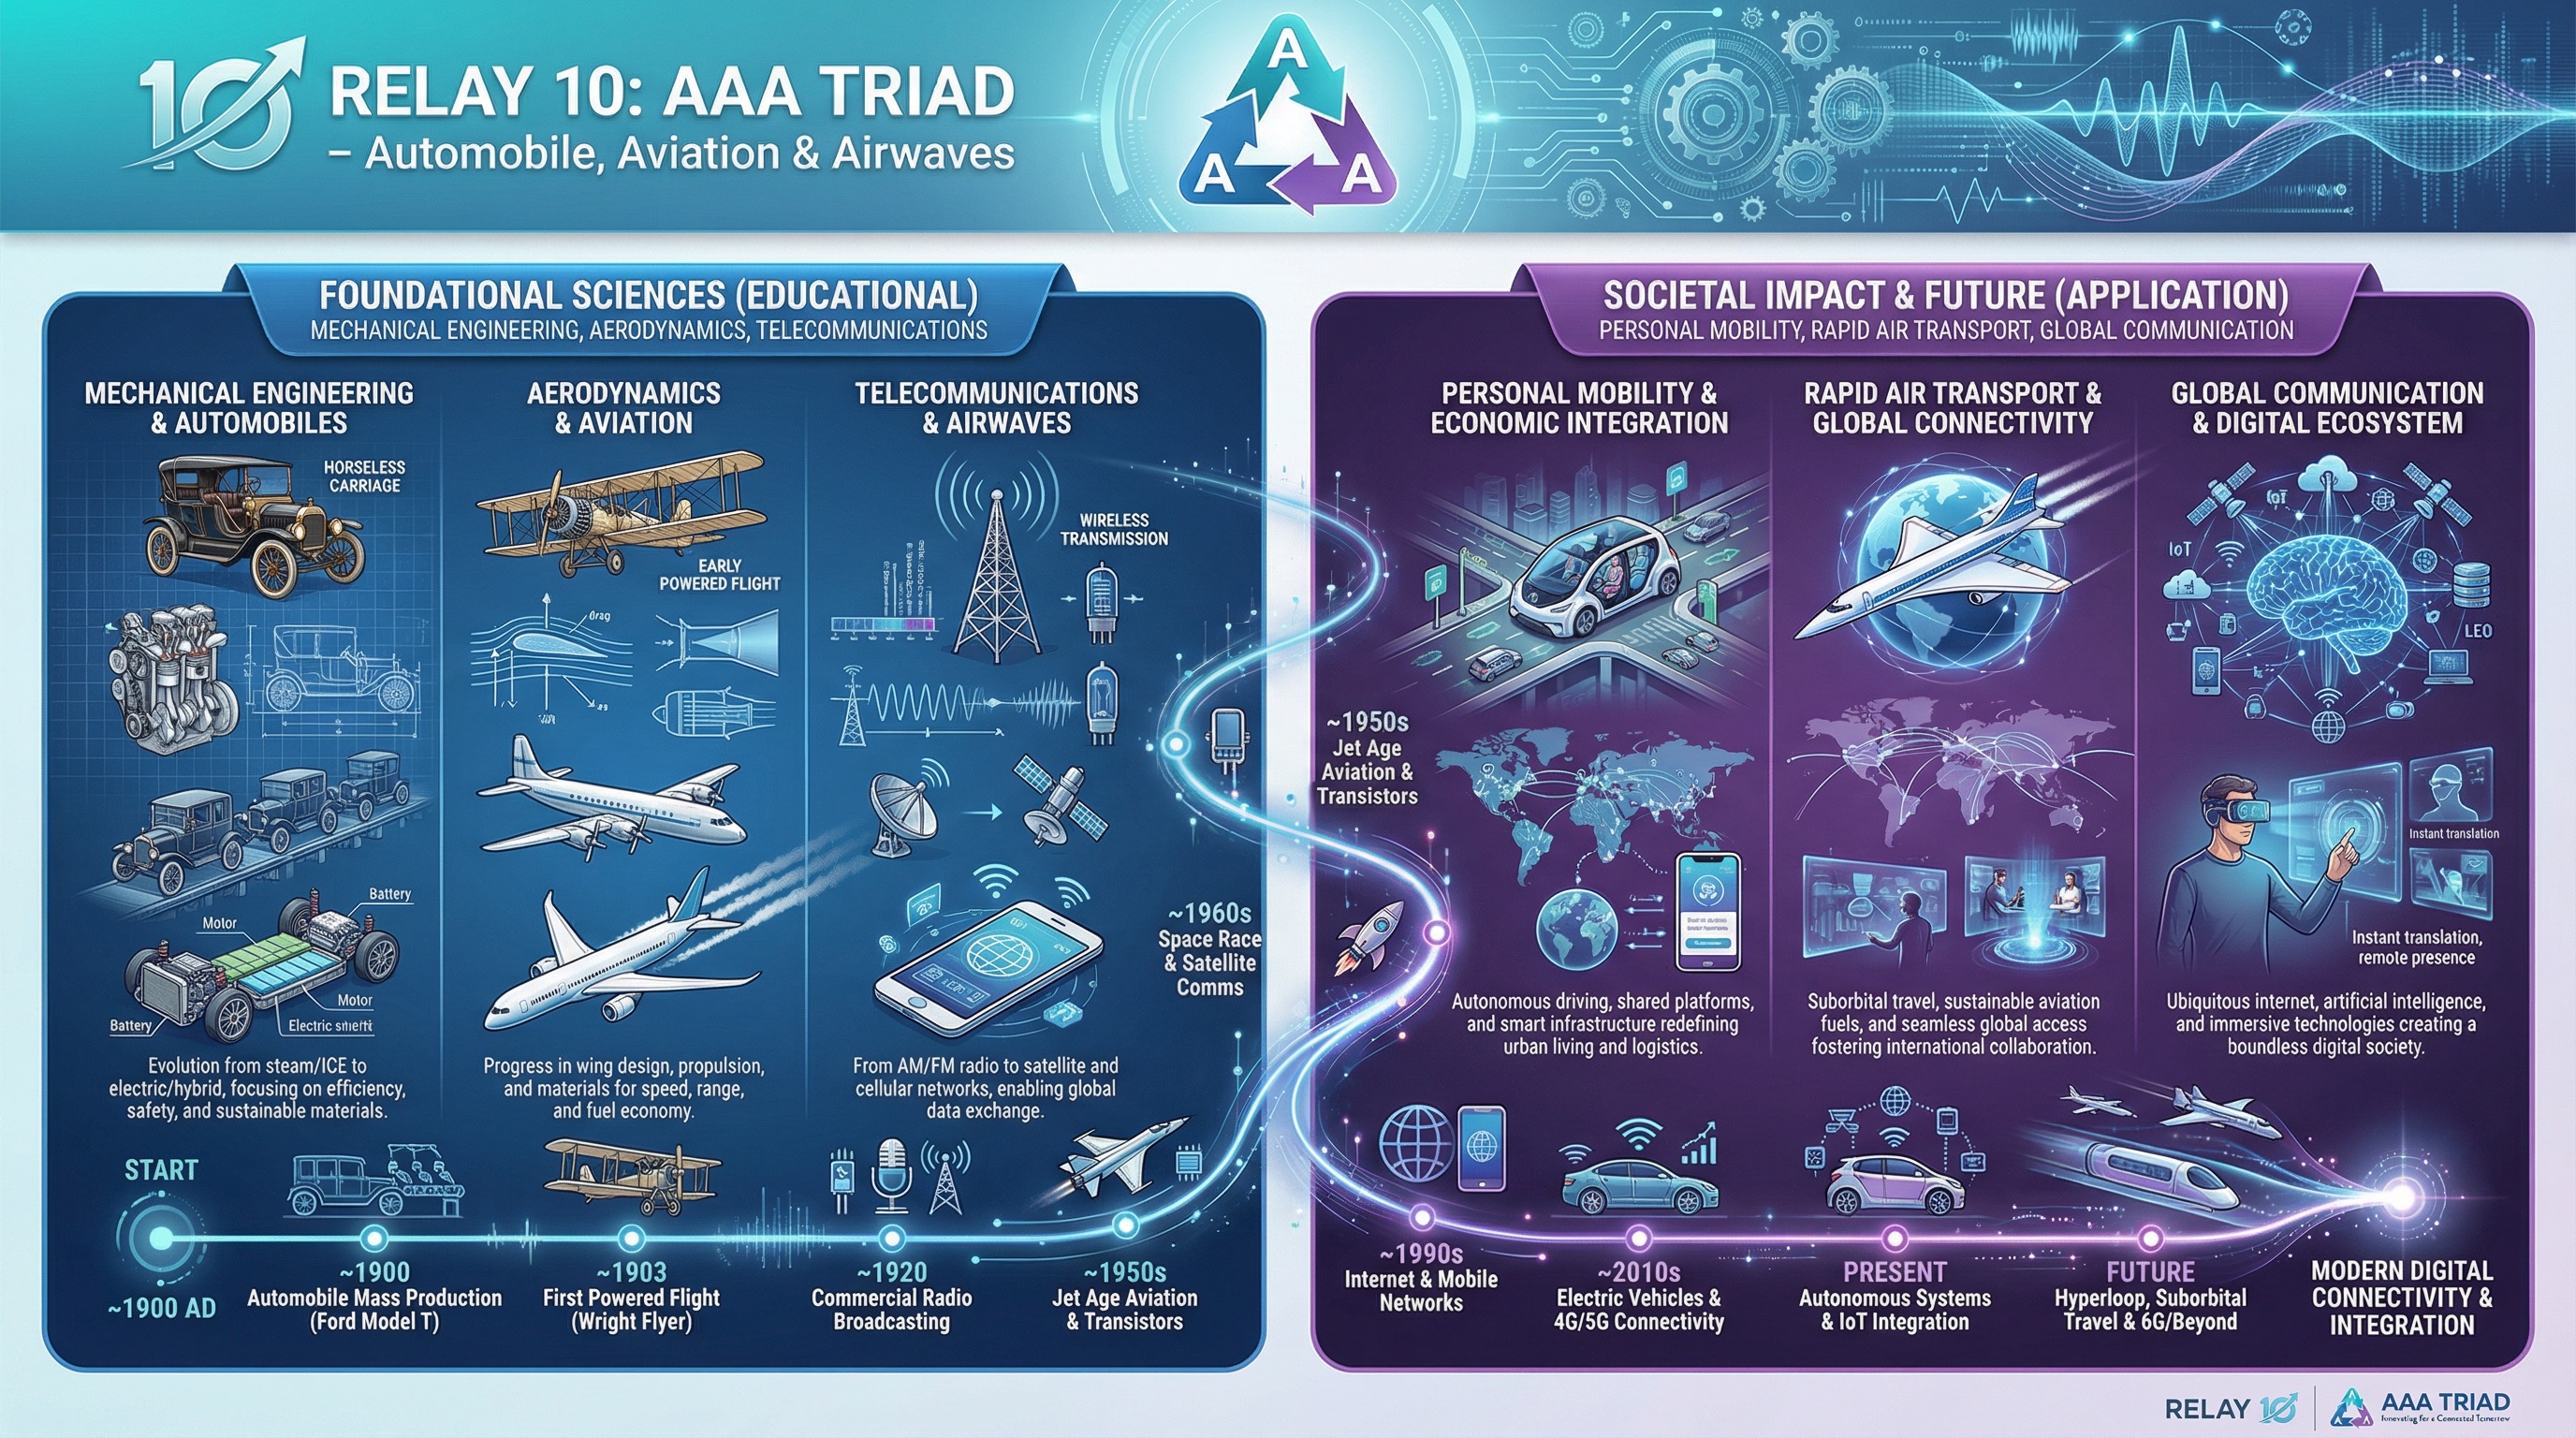 10
RELAY 10: AAA TRIAD
– Automobile, Aviation & Airwaves
A
A
A
FOUNDATIONAL SCIENCES (EDUCATIONAL)
MECHANICAL ENGINEERING, AERODYNAMICS, TELECOMMUNICATIONS
MECHANICAL ENGINEERING
& AUTOMOBILES
HORSELESS
CARRIAGE
Battery
Motor
Motor
Battery
Electric
Evolution from steam/ICE to
electric/hybrid, focusing on efficiency,
safety, and sustainable materials.
AERODYNAMICS
& AVIATION
EARLY
POWERED FLIGHT
drag
Progress in wing design, propulsion,
and materials for speed, range,
and fuel economy.
TELECOMMUNICATIONS
& AIRWAVES
WIRELESS
TRANSMISSION
From AM/FM radio to satellite and
cellular networks, enabling global
data exchange.
~1960s
Space Race
& Satellite
Comms
START
~1900 AD
~1900
Automobile Mass Production
(Ford Model T)
~1903
First Powered Flight
(Wright Flyer)
~1920
Commercial Radio
Broadcasting
~1950s
Jet Age Aviation
& Transistors
SOCIETAL IMPACT & FUTURE (APPLICATION)
PERSONAL MOBILITY, RAPID AIR TRANSPORT, GLOBAL COMMUNICATION
PERSONAL MOBILITY &
ECONOMIC INTEGRATION
~1950s
Jet Age
Aviation &
Transistors
Autonomous driving, shared platforms,
and smart infrastructure redefining
urban living and logistics.
RAPID AIR TRANSPORT &
GLOBAL CONNECTIVITY
Suborbital travel, sustainable aviation
fuels, and seamless global access
fostering international collaboration.
GLOBAL COMMUNICATION
& DIGITAL ECOSYSTEM
IoT
IoT
LEO
Instant translation
Instant translation,
remote presence
Ubiquitous internet, artificial intelligence,
and immersive technologies creating a
boundless digital society.
~1990s
Internet & Mobile
Networks
~2010s
Electric Vehicles &
4G/5G Connectivity
PRESENT
Autonomous Systems
& IoT Integration
FUTURE
Hyperloop, Suborbital
Travel & 6G/Beyond
MODERN DIGITAL
CONNECTIVITY &
INTEGRATION
RELAY 10
AAA TRIAD
Innovating for a Connected Tomorrow